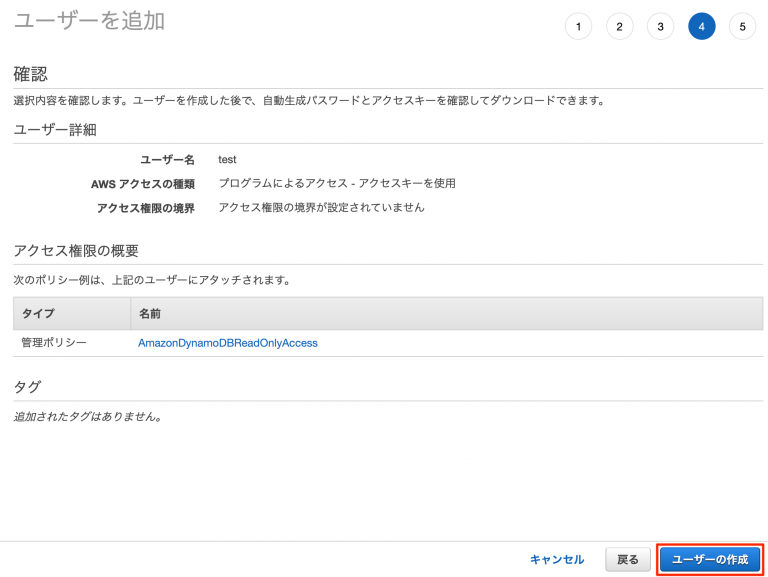 ユーザーを追加
1 2 3 4 5
確認
選択内容を確認します。ユーザーを作成した後で、自動生成パスワードとアクセスキーを確認してダウンロードできます。
ユーザー詳細
ユーザー名 test
AWS アクセスの種類 プログラムによるアクセス - アクセスキーを使用
アクセス権限の境界 アクセス権限の境界が設定されていません
アクセス権限の概要
次のポリシー例は、上記のユーザーにアタッチされます。
タイプ 名前
管理ポリシー AmazonDynamoDBReadOnlyAccess
タグ
追加されたタグはありません。
キャンセル 戻る ユーザーの作成